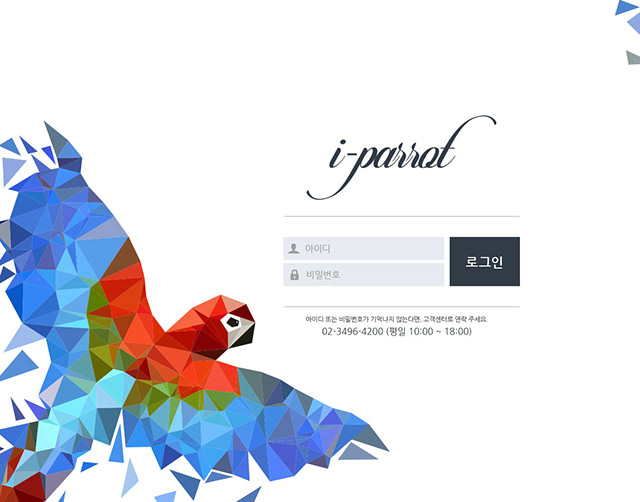 i-parrot
아이디
비밀번호
로그인
아이디 또는 비밀번호가 기억나지 않는다면, 고객센터로 연락 주세요.
02-3496-4200 (평일 10:00 ~ 18:00)